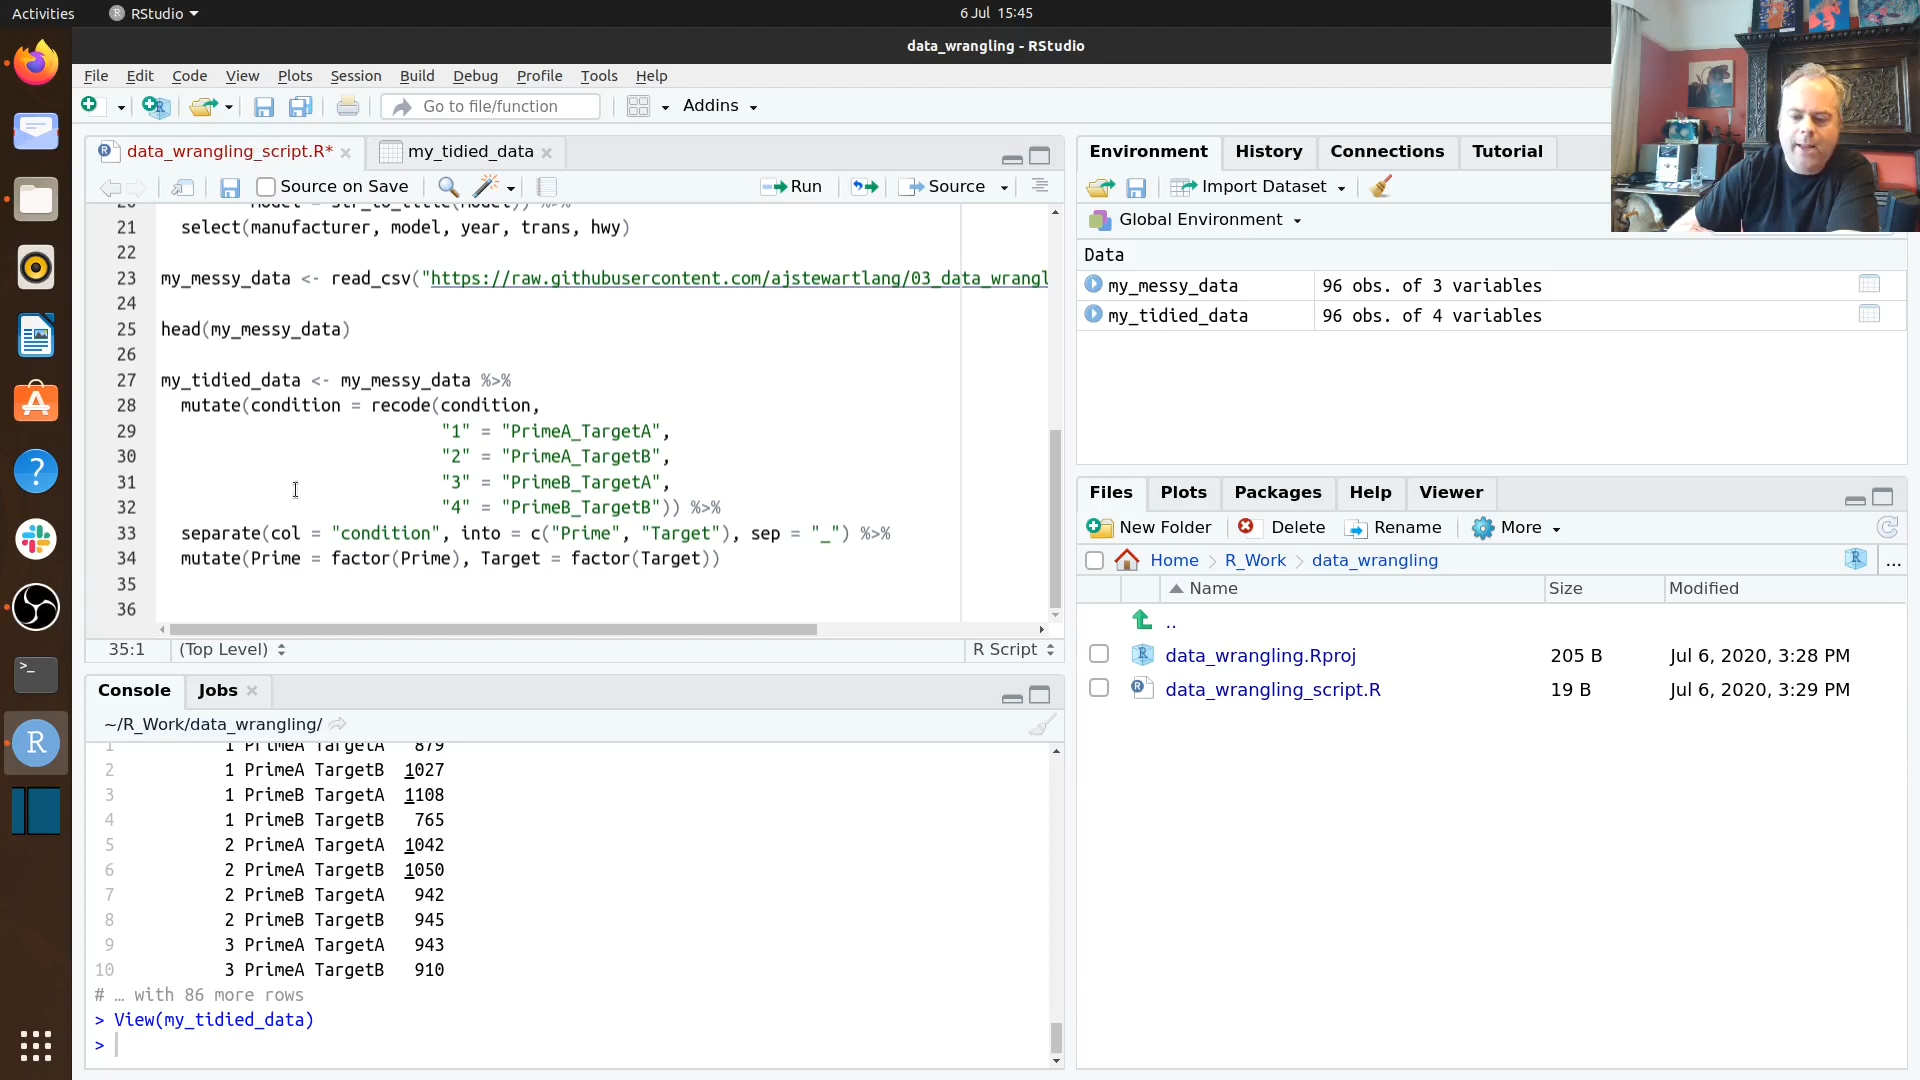 Activities RStudio 6 Jul 15:45
data_wrangling - RStudio
File Edit Code View Plots Session Build Debug Profile Tools Help
Go to file/function Addins
data_wrangling_script.R* my_tidied_data
Source on Save Run Source
20 model = str_to_title(model)) %>%
21 select(manufacturer, model, year, trans, hwy)
22
23 my_messy_data <- read_csv("https://raw.githubusercontent.com/ajstewartlang/03_data_wrangl
24
25 head(my_messy_data)
26
27 my_tidied_data <- my_messy_data %>%
28 mutate(condition = recode(condition,
29 "1" = "PrimeA_TargetA",
30 "2" = "PrimeA_TargetB",
31 "3" = "PrimeB_TargetA",
32 "4" = "PrimeB_TargetB")) %>%
33 separate(col = "condition", into = c("Prime", "Target"), sep = "_") %>%
34 mutate(Prime = factor(Prime), Target = factor(Target))
35
36
35:1 (Top Level) R Script
Console Jobs
~/R_Work/data_wrangling/
1 1 PrimeA TargetA 879
2 1 PrimeA TargetB 1027
3 1 PrimeB TargetA 1108
4 1 PrimeB TargetB 765
5 2 PrimeA TargetA 1042
6 2 PrimeA TargetB 1050
7 2 PrimeB TargetA 942
8 2 PrimeB TargetB 945
9 3 PrimeA TargetA 943
10 3 PrimeA TargetB 910
# … with 86 more rows
> View(my_tidied_data)
>
Environment History Connections Tutorial
Import Dataset
Global Environment
Data
my_messy_data 96 obs. of 3 variables
my_tidied_data 96 obs. of 4 variables
Files Plots Packages Help Viewer
New Folder Delete Rename More
Home R_Work data_wrangling ...
Name Size Modified
..
data_wrangling.Rproj 205 B Jul 6, 2020, 3:28 PM
data_wrangling_script.R 19 B Jul 6, 2020, 3:29 PM